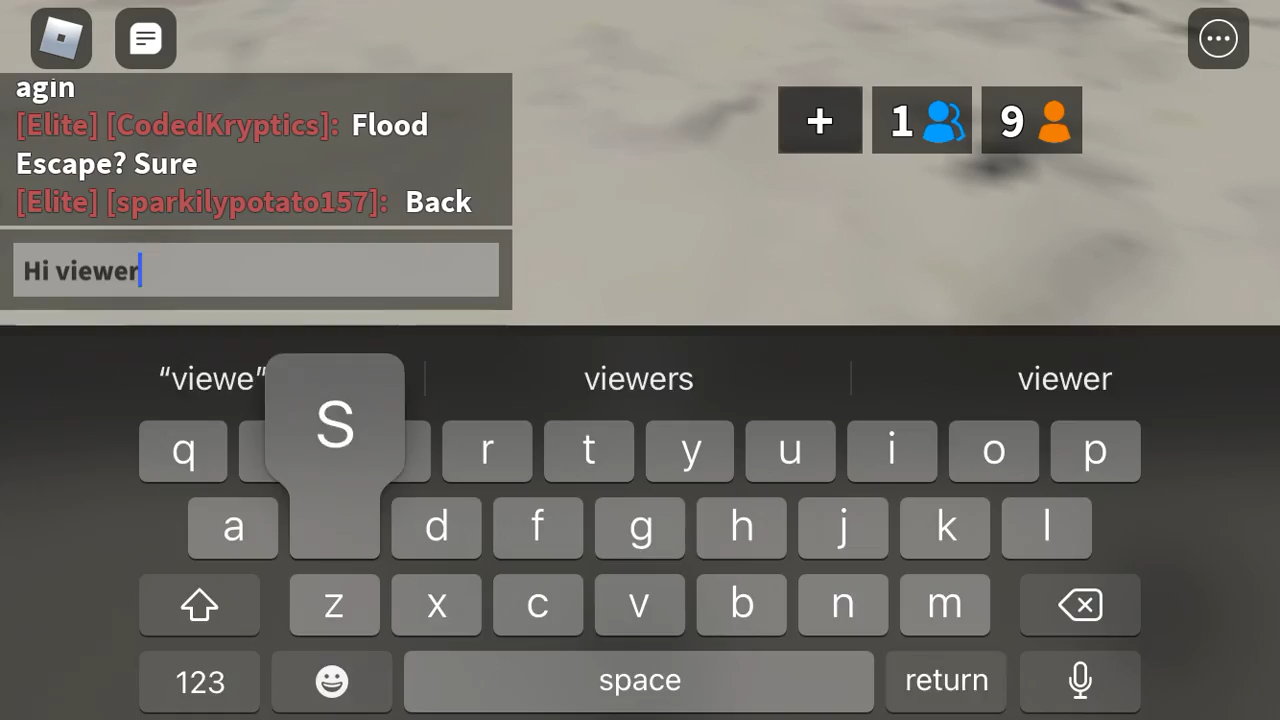 agin
[Elite] [CodedKryptics]: Flood
Escape? Sure
[Elite] [sparkilypotato157]: Back
+ 1 9
Hi viewer
“viewe” viewers viewer
S
q r t y u i o p
a d f g h j k l
z x c v b n m
123 space return